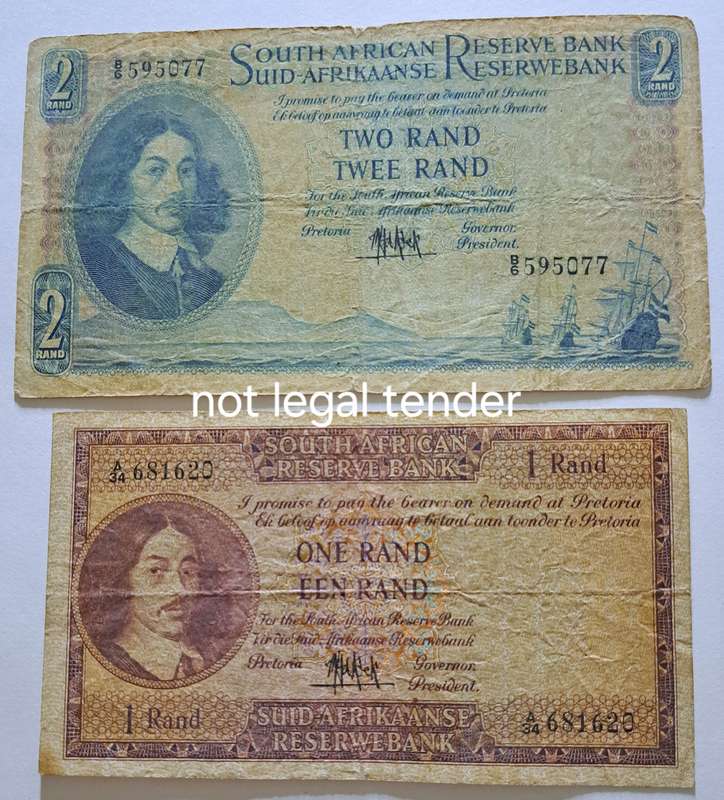 2
RAND
B/6 595077
SOUTH AFRICAN RESERVE BANK
SUID-AFRIKAANSE RESERWEBANK
2
RAND
I promise to pay the bearer on demand at Pretoria
Ek beloof op aanvraag te betaal aan toonder te Pretoria
TWO RAND
TWEE RAND
For the South African Reserve Bank
Vir die Suid-Afrikaanse Reserwebank
Pretoria
Governor.
President.
B/6 595077
2
RAND
not legal tender
SOUTH AFRICAN
RESERVE BANK
A/34 681620
1 Rand
I promise to pay the bearer on demand at Pretoria
Ek beloof op aanvraag te betaal aan toonder te Pretoria
ONE RAND
EEN RAND
For the South African Reserve Bank
Vir die Suid-Afrikaanse Reserwebank
Pretoria
Governor.
President.
1 Rand
SUID-AFRIKAANSE
RESERWEBANK
A/34 681620